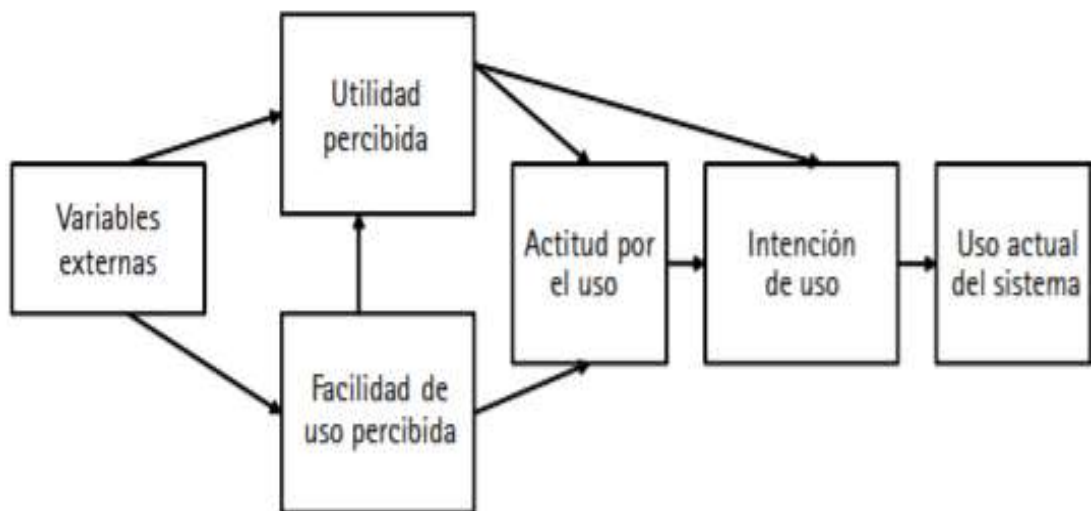 Utilidad
percibida
Variables
externas
Actitud por
el uso
Intención
de uso
Uso actual
del sistema
Facilidad de
uso percibida